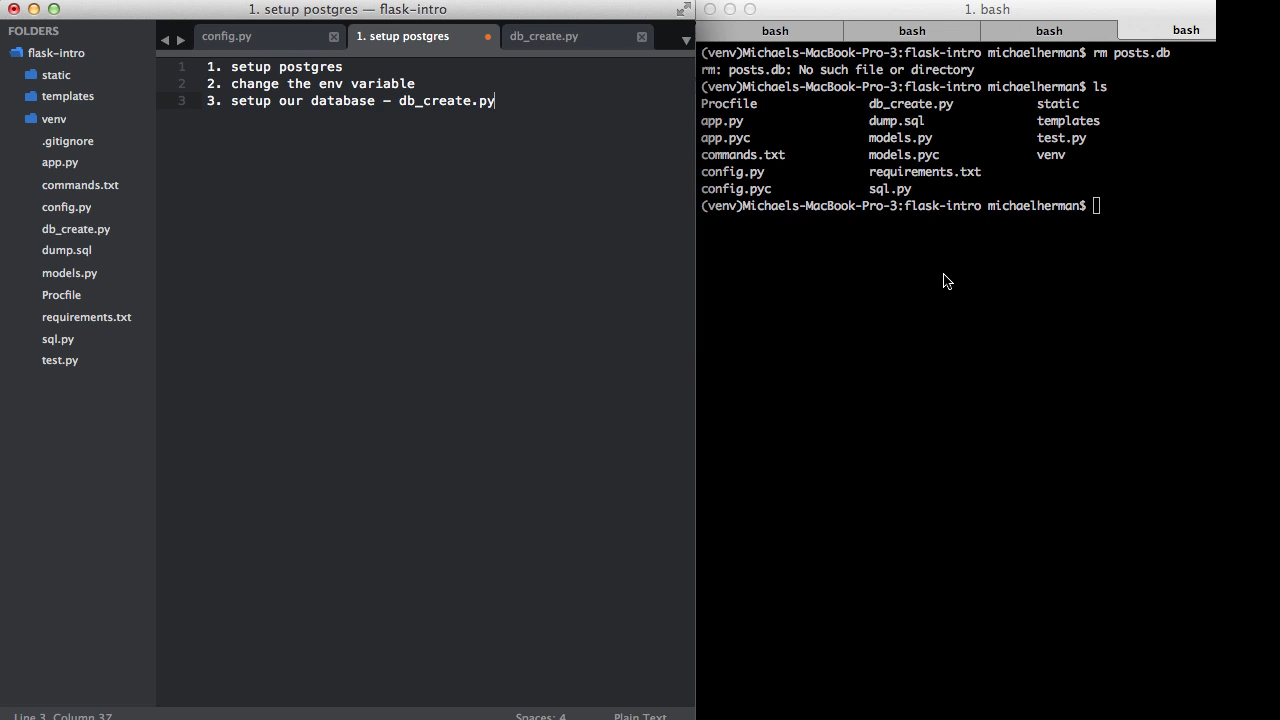 1. setup postgres — flask-intro
FOLDERS
flask-intro
static
templates
venv
.gitignore
app.py
commands.txt
config.py
db_create.py
dump.sql
models.py
Procfile
requirements.txt
sql.py
test.py
config.py
1. setup postgres
db_create.py
1 1. setup postgres
2 2. change the env variable
3 3. setup our database - db_create.py
Line 3, Column 37
Spaces: 4
Plain Text
1. bash
bash
bash
bash
bash
(venv)Michaels-MacBook-Pro-3:flask-intro michaelherman$ rm posts.db
rm: posts.db: No such file or directory
(venv)Michaels-MacBook-Pro-3:flask-intro michaelherman$ ls
Procfile db_create.py static
app.py dump.sql templates
app.pyc models.py test.py
commands.txt models.pyc venv
config.py requirements.txt
config.pyc sql.py
(venv)Michaels-MacBook-Pro-3:flask-intro michaelherman$